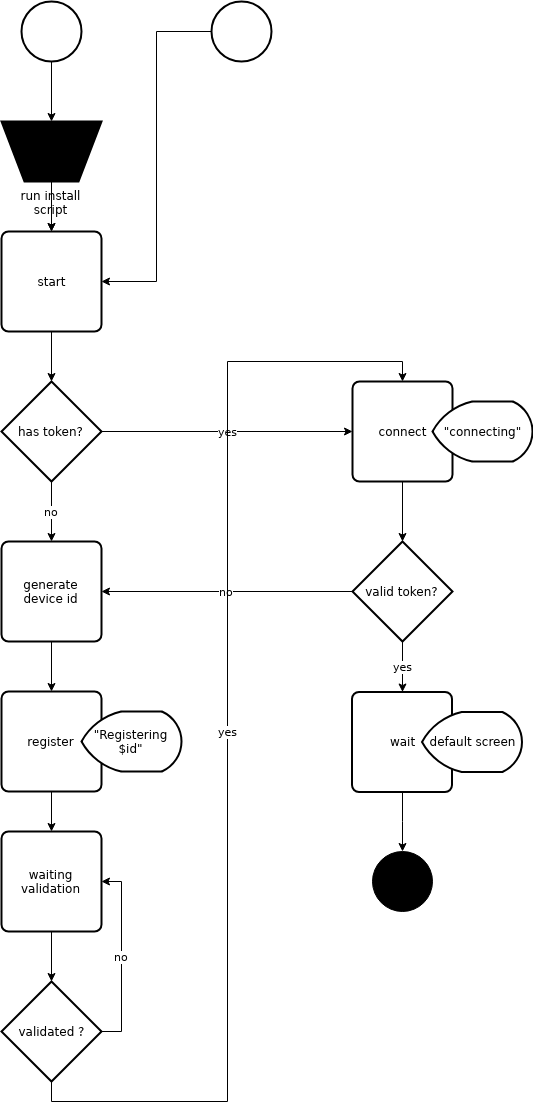 run install
script
start
has token?
yes
connect
"connecting"
no
generate
device id
no
valid token?
yes
register
"Registering
$id"
yes
wait
default screen
waiting
validation
no
validated ?